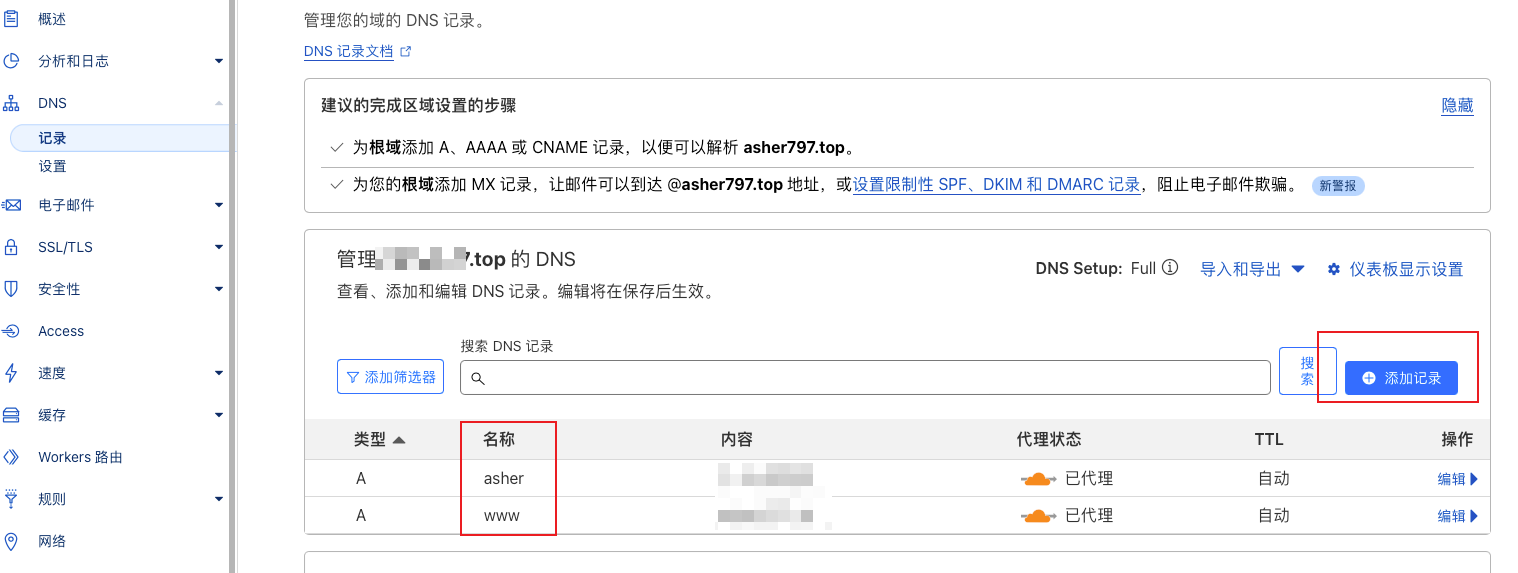 管理您的域的 DNS 记录。
DNS 记录文档
概述
分析和日志
DNS
记录
设置
电子邮件
SSL/TLS
安全性
Access
速度
缓存
Workers 路由
规则
网络
建议的完成区域设置的步骤
隐藏
为根域添加 A、AAAA 或 CNAME 记录，以便可以解析 asher797.top。
为您的根域添加 MX 记录，让邮件可以到达 @asher797.top 地址，或设置限制性 SPF、DKIM 和 DMARC 记录，阻止电子邮件欺骗。 新警报
管理 7.top 的 DNS
DNS Setup: Full
导入和导出
仪表板显示设置
查看、添加和编辑 DNS 记录。编辑将在保存后生效。
搜索 DNS 记录
添加筛选器
搜索
添加记录
类型 名称 内容 代理状态 TTL 操作
A asher 已代理 自动 编辑
A www 已代理 自动 编辑